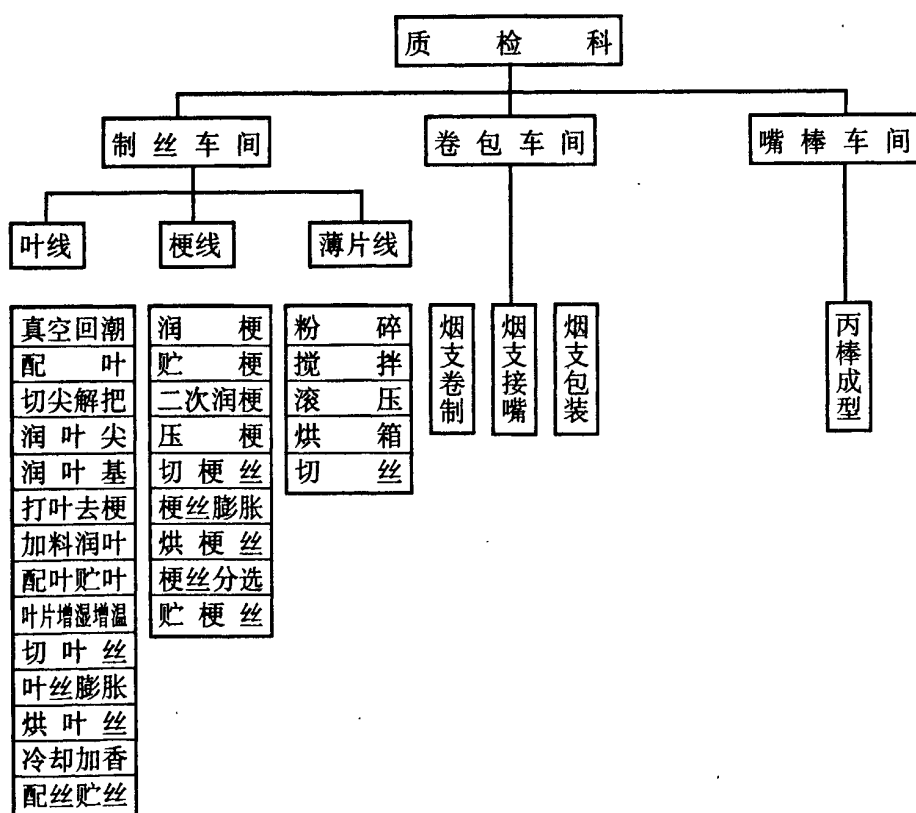 质检科
制丝车间
卷包车间
嘴棒车间
叶线
梗线
薄片线
真空回潮
配叶
切尖解把
润叶尖
润叶基
打叶去梗
加料润叶
配叶贮叶
叶片增湿增温
切叶丝
叶丝膨胀
烘叶丝
冷却加香
配丝贮丝
润梗
贮梗
二次润梗
压梗
切梗丝
梗丝膨胀
烘梗丝
梗丝分选
贮梗丝
粉碎
搅拌
滚压
烘箱
切丝
烟支卷制
烟支接嘴
烟支包装
丙棒成型